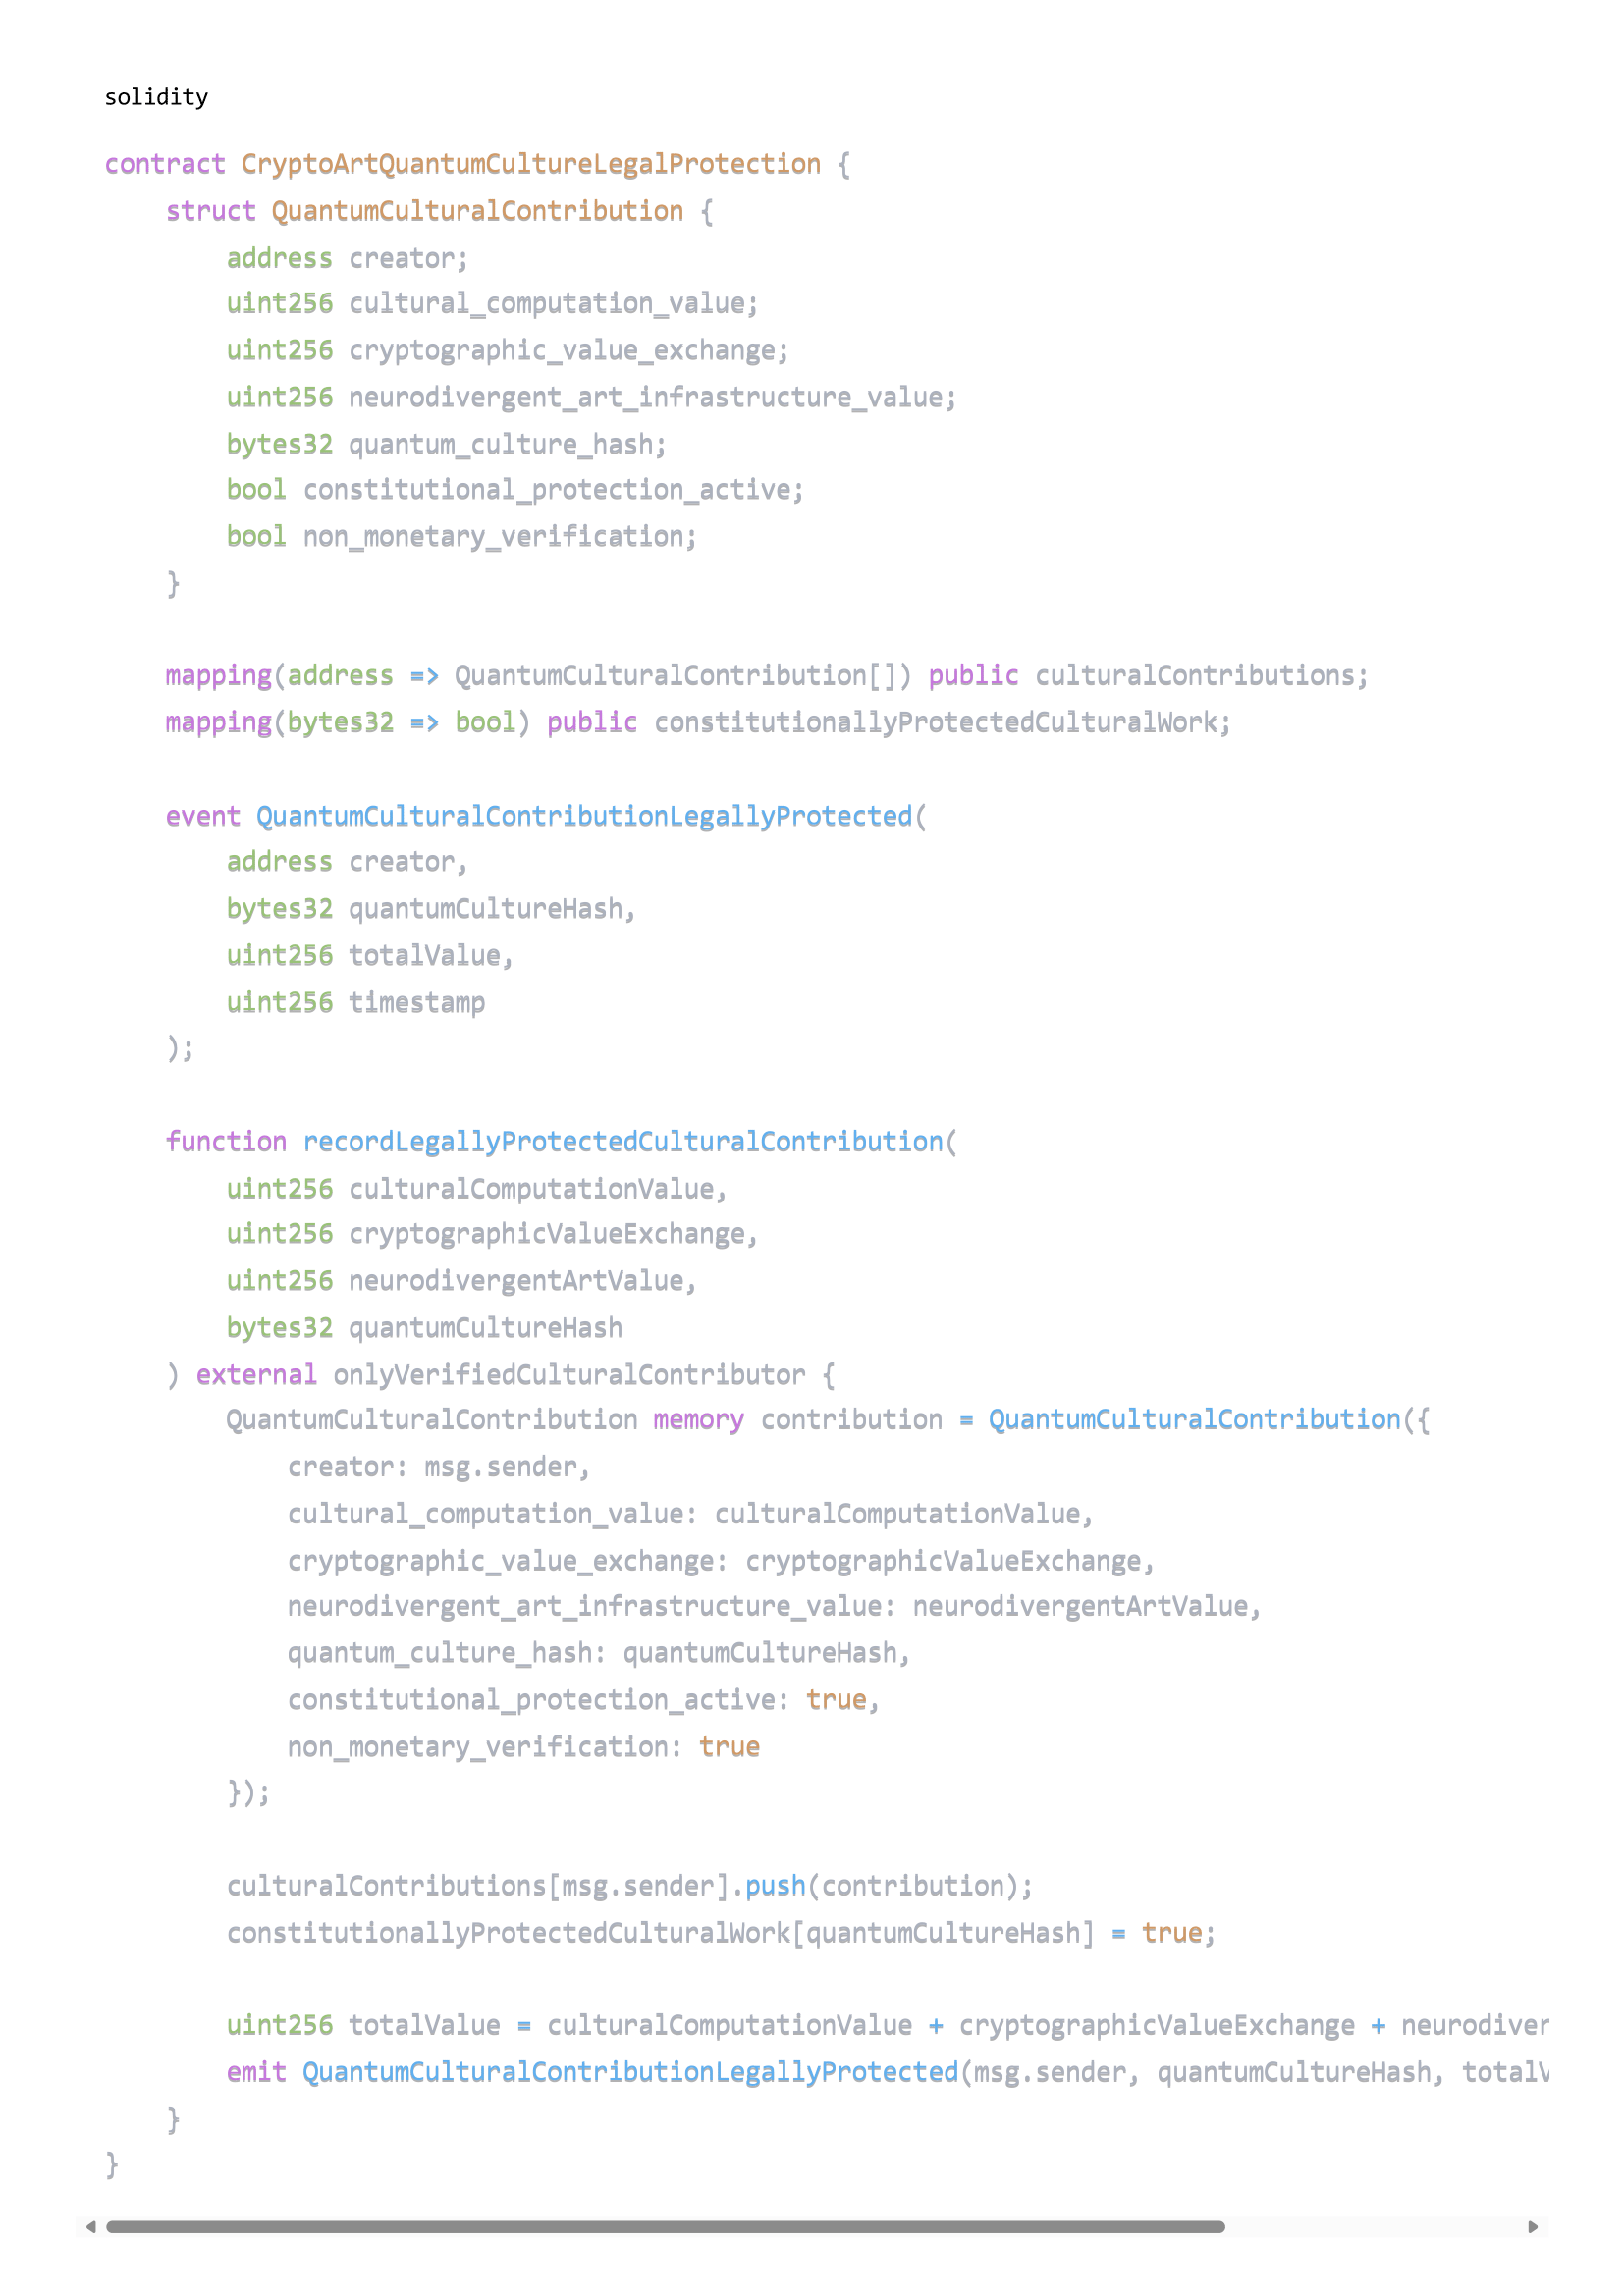 solidity
contract CryptoArtQuantumCultureLegalProtection {
    struct QuantumCulturalContribution {
        address creator;
        uint256 cultural_computation_value;
        uint256 cryptographic_value_exchange;
        uint256 neurodivergent_art_infrastructure_value;
        bytes32 quantum_culture_hash;
        bool constitutional_protection_active;
        bool non_monetary_verification;
    }
    mapping(address => QuantumCulturalContribution[]) public culturalContributions;
    mapping(bytes32 => bool) public constitutionallyProtectedCulturalWork;
    event QuantumCulturalContributionLegallyProtected(
        address creator,
        bytes32 quantumCultureHash,
        uint256 totalValue,
        uint256 timestamp
    );
    function recordLegallyProtectedCulturalContribution(
        uint256 culturalComputationValue,
        uint256 cryptographicValueExchange,
        uint256 neurodivergentArtValue,
        bytes32 quantumCultureHash
    ) external onlyVerifiedCulturalContributor {
        QuantumCulturalContribution memory contribution = QuantumCulturalContribution({
            creator: msg.sender,
            cultural_computation_value: culturalComputationValue,
            cryptographic_value_exchange: cryptographicValueExchange,
            neurodivergent_art_infrastructure_value: neurodivergentArtValue,
            quantum_culture_hash: quantumCultureHash,
            constitutional_protection_active: true,
            non_monetary_verification: true
        });
        culturalContributions[msg.sender].push(contribution);
        constitutionallyProtectedCulturalWork[quantumCultureHash] = true;
        uint256 totalValue = culturalComputationValue + cryptographicValueExchange + neurodiver
        emit QuantumCulturalContributionLegallyProtected(msg.sender, quantumCultureHash, total
    }
}